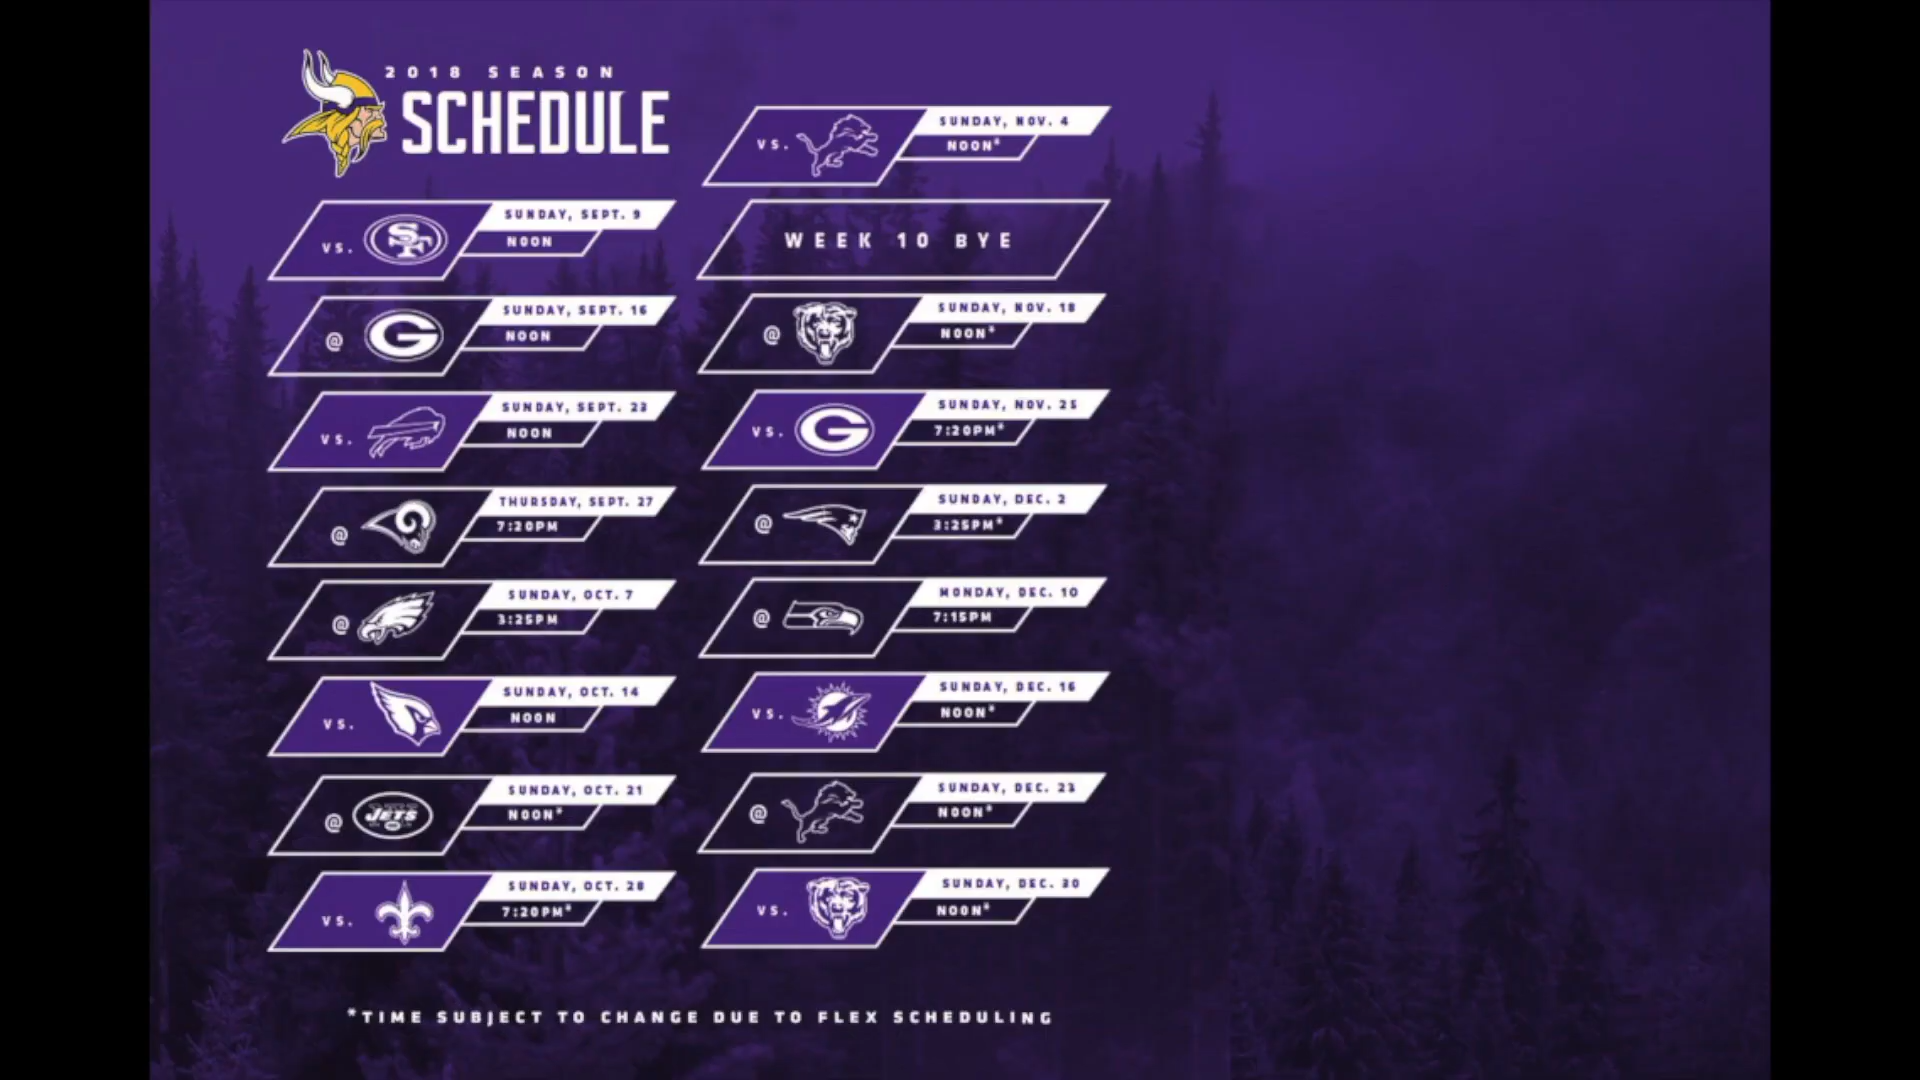 2018 SEASON
SCHEDULE
VS.
SF
SUNDAY, SEPT. 9
NOON
@
G
SUNDAY, SEPT. 16
NOON
VS.
SUNDAY, SEPT. 23
NOON
@
THURSDAY, SEPT. 27
7:20PM
@
SUNDAY, OCT. 7
3:25PM
VS.
SUNDAY, OCT. 14
NOON
@
JETS
SUNDAY, OCT. 21
NOON*
VS.
SUNDAY, OCT. 28
7:20PM*
VS.
SUNDAY, NOV. 4
NOON*
WEEK 10 BYE
@
SUNDAY, NOV. 18
NOON*
VS.
G
SUNDAY, NOV. 25
7:20PM*
@
SUNDAY, DEC. 2
3:25PM*
@
MONDAY, DEC. 10
7:15PM
VS.
SUNDAY, DEC. 16
NOON*
@
SUNDAY, DEC. 23
NOON*
VS.
SUNDAY, DEC. 30
NOON*
*TIME SUBJECT TO CHANGE DUE TO FLEX SCHEDULING